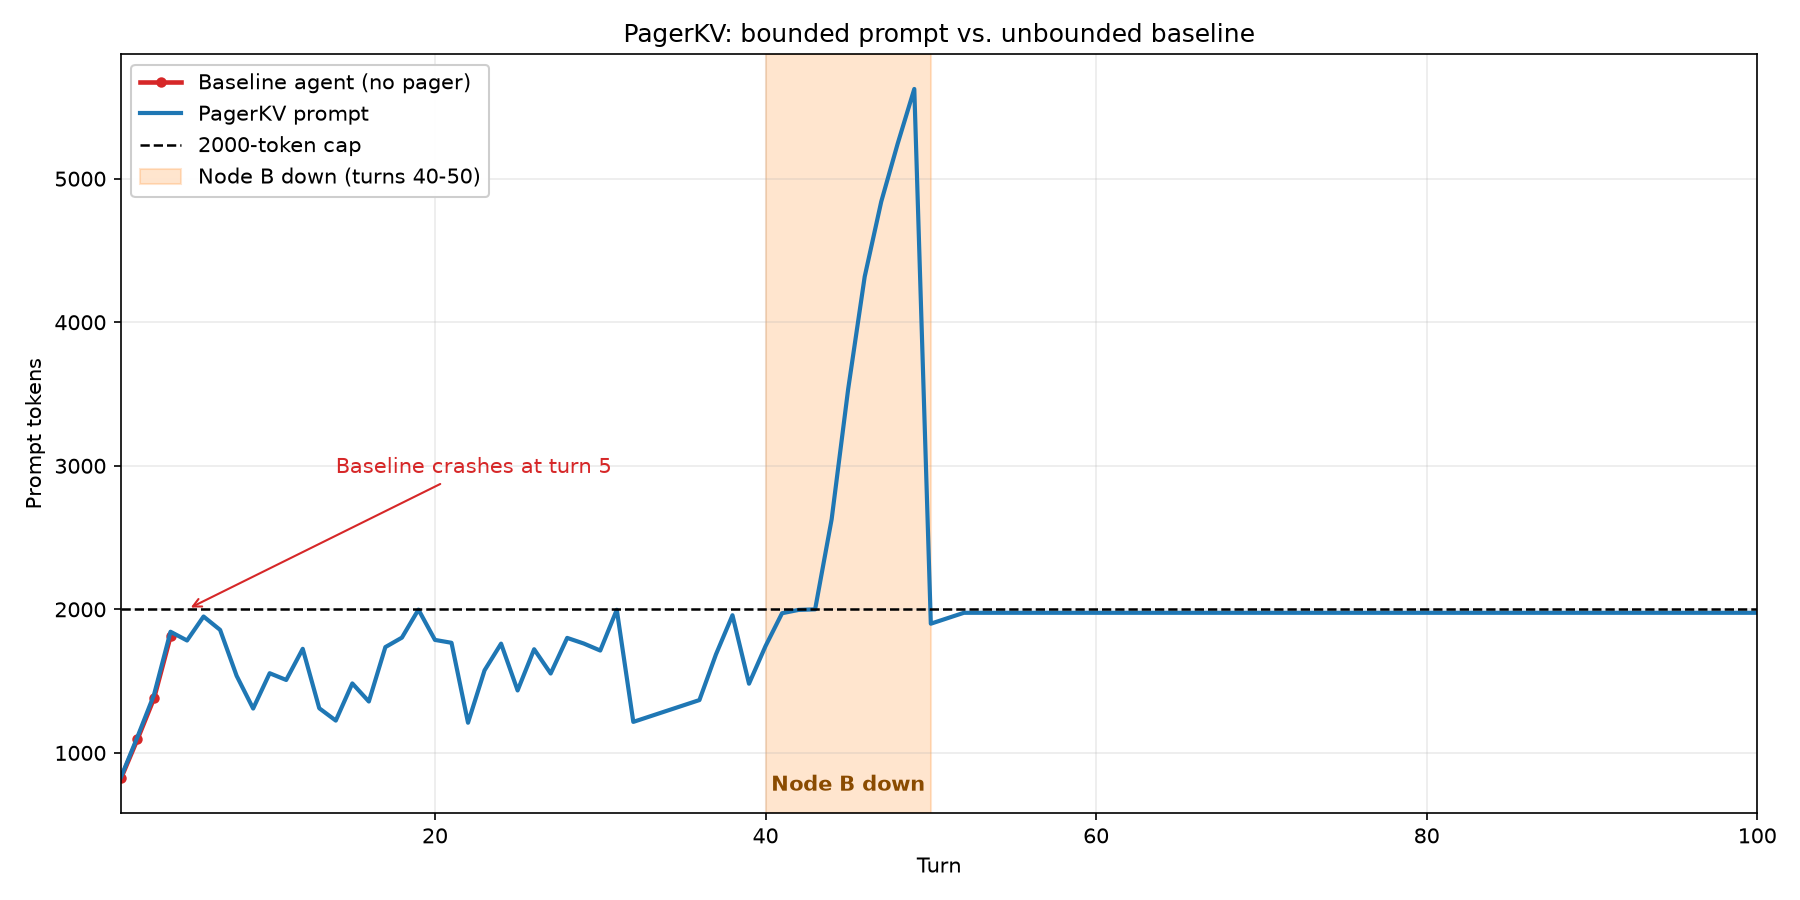 PagerKV: bounded prompt vs. unbounded baseline
Baseline agent (no pager)
PagerKV prompt
2000-token cap
Node B down (turns 40-50)
Prompt tokens
5000
4000
3000
2000
1000
Baseline crashes at turn 5
Node B down
20
40
60
80
100
Turn